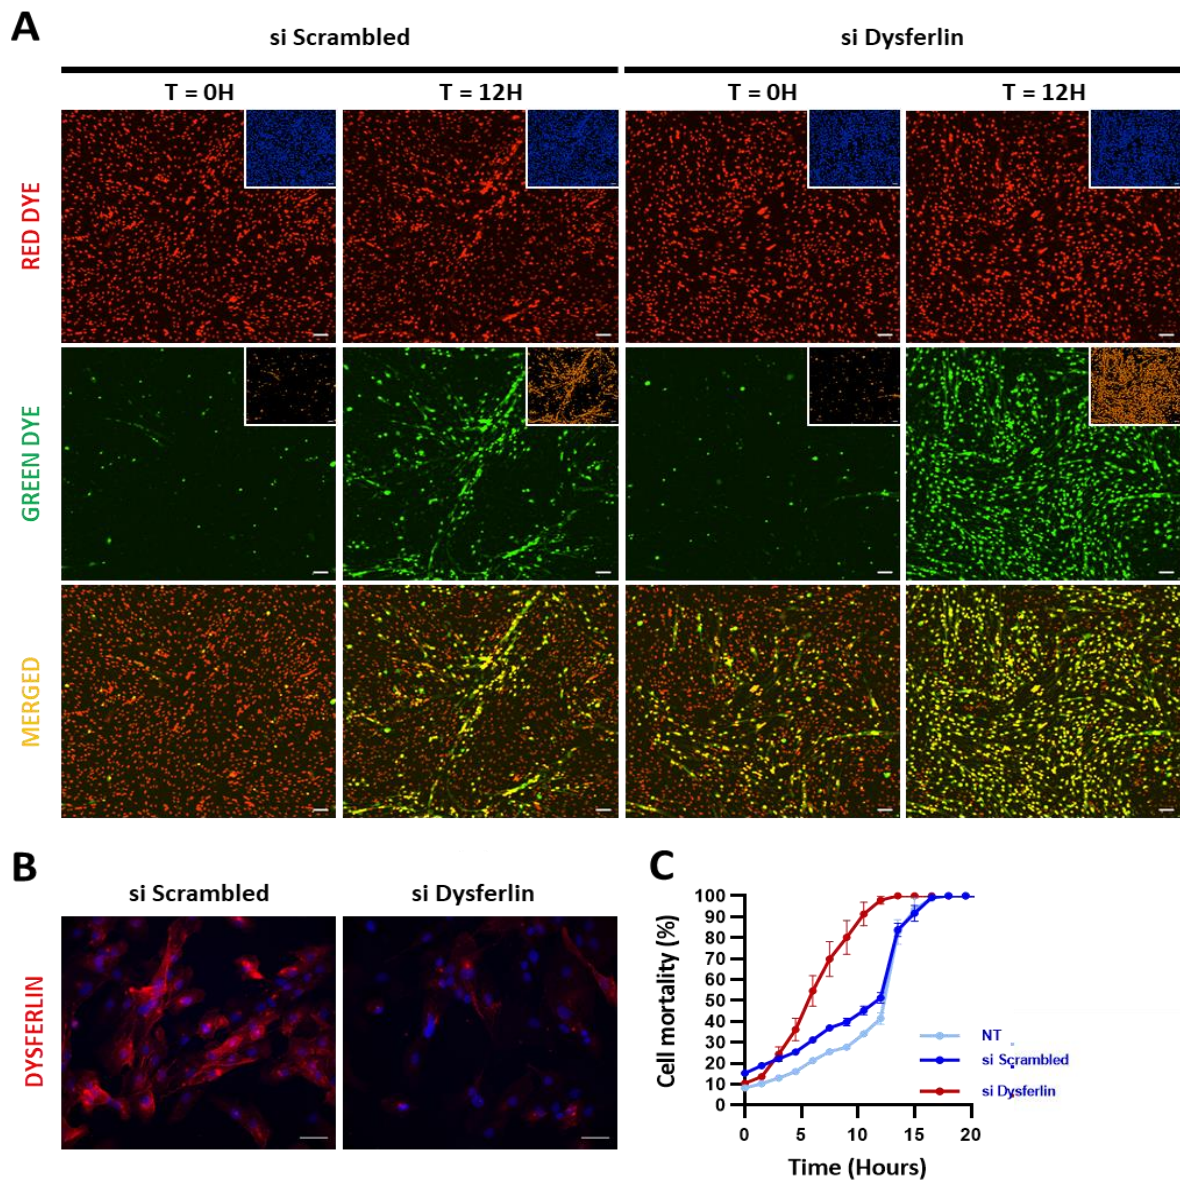 A
si Scrambled
si Dysferlin
T = 0H
T = 12H
T = 0H
T = 12H
RED DYE
GREEN DYE
MERGED
B
si Scrambled
si Dysferlin
DYSFERLIN
C
Cell mortality (%)
100
90
80
70
60
50
40
30
20
10
0
0
5
10
15
20
Time (Hours)
NT
si Scrambled
si Dysferlin